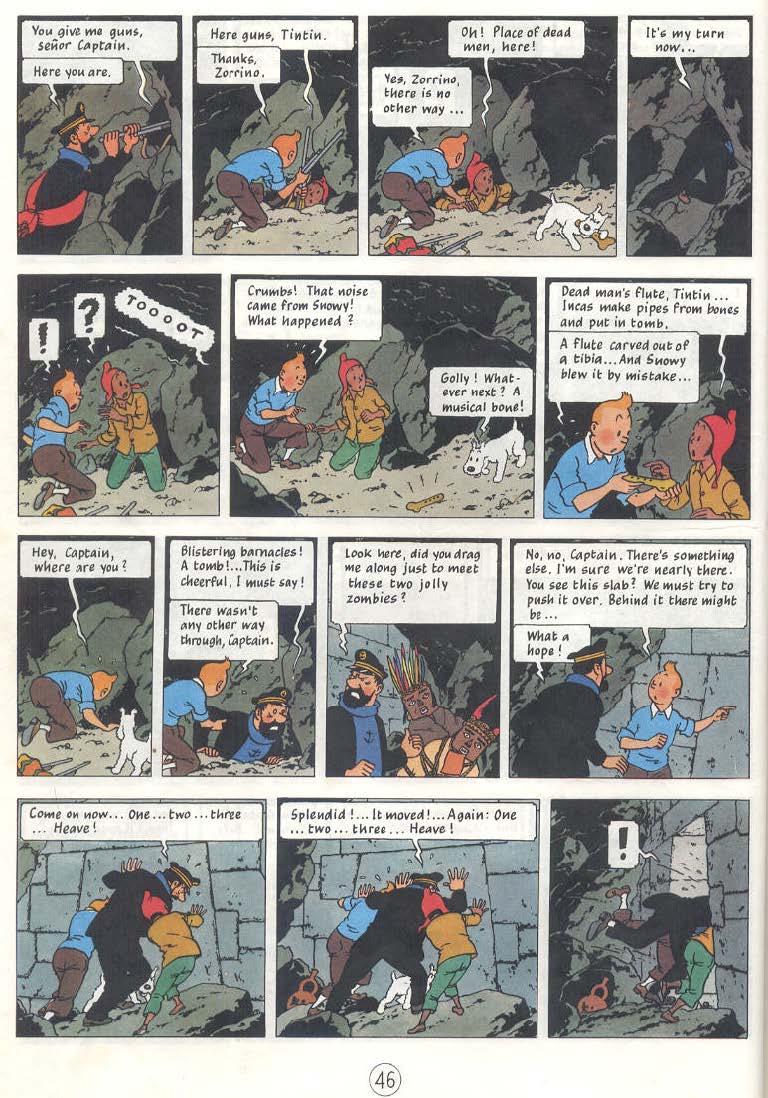 You give me guns,
señor Captain.
Here you are.
Here guns, Tintin.
Thanks,
Zorrino.
Oh! Place of dead
men, here!
Yes, Zorrino,
there is no
other way ...
It's my turn
now...
!
?
TOOOOT
Crumbs! That noise
came from Snowy!
What happened ?
Golly ! What-
ever next ? A
musical bone!
Dead man's flute, Tintin ...
Incas make pipes from bones
and put in tomb.
A flute carved out of
a tibia...And Snowy
blew it by mistake...
Hey, Captain,
where are you?
Blistering barnacles!
A tomb!...This is
cheerful, I must say!
There wasn't
any other way
through, Captain.
Look here, did you drag
me along just to meet
these two jolly
zombies?
No, no, Captain. There's something
else. I'm sure we're nearly there.
You see this slab? We must try to
push it over. Behind it there might
be ...
What a
hope !
Come on now... One...two...three
... Heave!
Splendid !... It moved!...Again: One
...two... three... Heave!
!
46